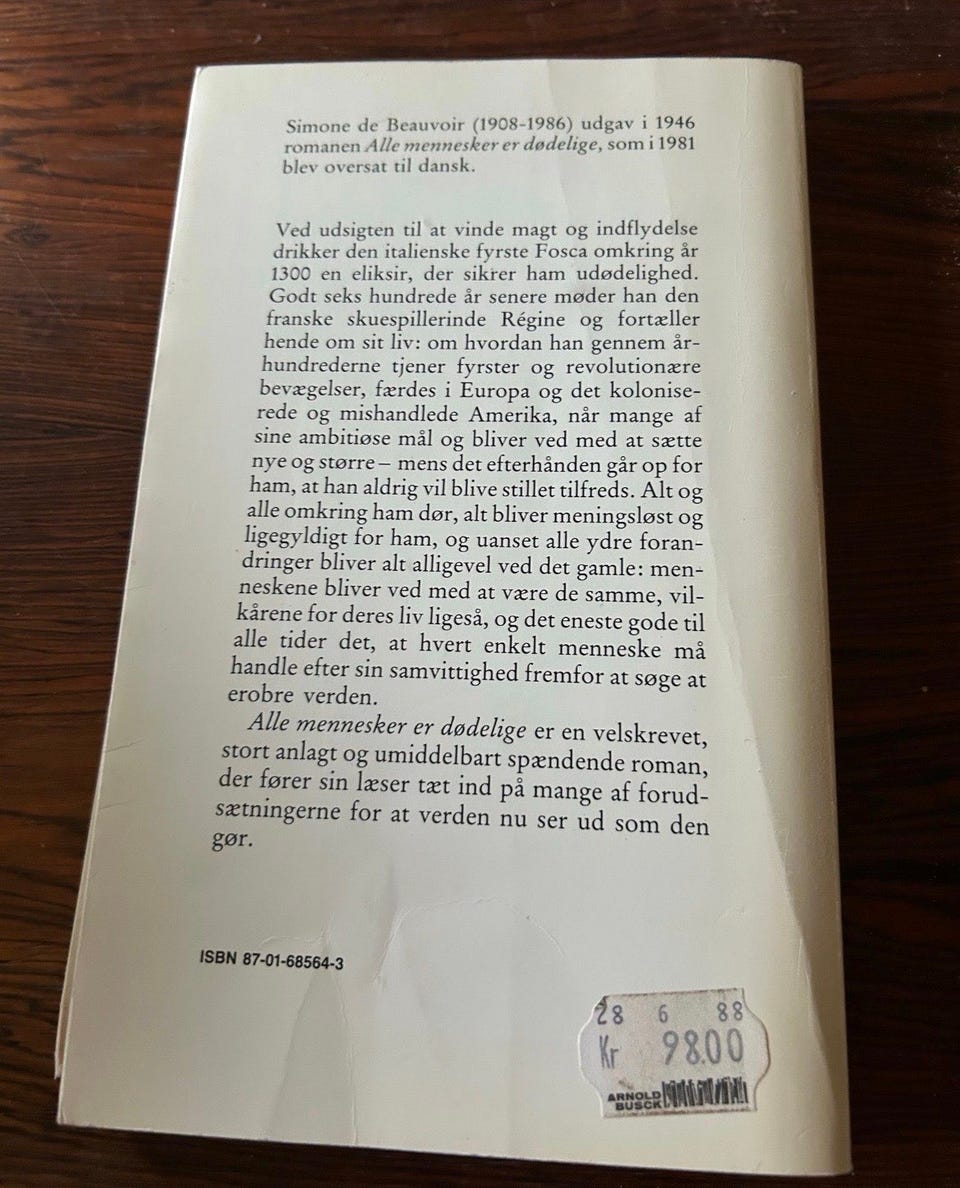 Simone de Beauvoir (1908-1986) udgav i 1946
romanen Alle mennesker er dødelige, som i 1981
blev oversat til dansk.
Ved udsigten til at vinde magt og indflydelse
drikker den italienske fyrste Fosca omkring år
1300 en eliksir, der sikrer ham udødelighed.
Godt seks hundrede år senere møder han den
franske skuespillerinde Régine og fortæller
hende om sit liv: om hvordan han gennem år-
hundrederne tjener fyrster og revolutionære
bevægelser, færdes i Europa og det kolonise-
rede og mishandlede Amerika, når mange af
sine ambitiøse mål og bliver ved med at sætte
nye og større – mens det efterhånden går op for
ham, at han aldrig vil blive stillet tilfreds. Alt og
alle omkring ham dør, alt bliver meningsløst og
ligegyldigt for ham, og uanset alle ydre foran-
dringer bliver alt alligevel ved det gamle: men-
neskene bliver ved med at være de samme, vil-
kårene for deres liv ligeså, og det eneste gode til
alle tider det, at hvert enkelt menneske må
handle efter sin samvittighed fremfor at søge at
erobre verden.
Alle mennesker er dødelige er en velskrevet,
stort anlagt og umiddelbart spændende roman,
der fører sin læser tæt ind på mange af forud-
sætningerne for at verden nu ser ud som den
gør.
ISBN 87-01-68564-3
28 6 88
Kr 98.00
ARNOLD
BUSCK